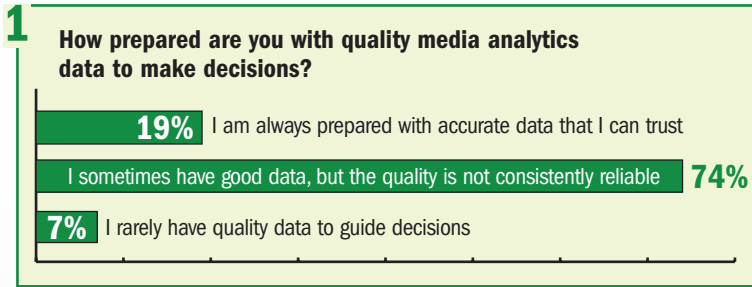 1
How prepared are you with quality media analytics
data to make decisions?
19% I am always prepared with accurate data that I can trust
I sometimes have good data, but the quality is not consistently reliable 74%
7% I rarely have quality data to guide decisions